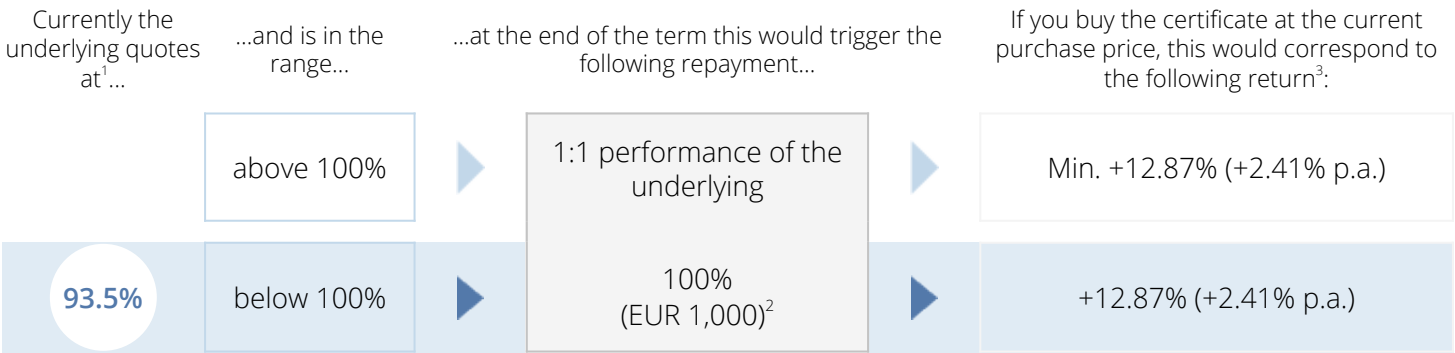 Currently the
underlying quotes
at¹...
...and is in the
range...
...at the end of the term this would trigger the
following repayment...
If you buy the certificate at the current
purchase price, this would correspond to
the following return³:
above 100%
1:1 performance of the
underlying
Min. +12.87% (+2.41% p.a.)
93.5%
below 100%
100%
(EUR 1,000)²
+12.87% (+2.41% p.a.)